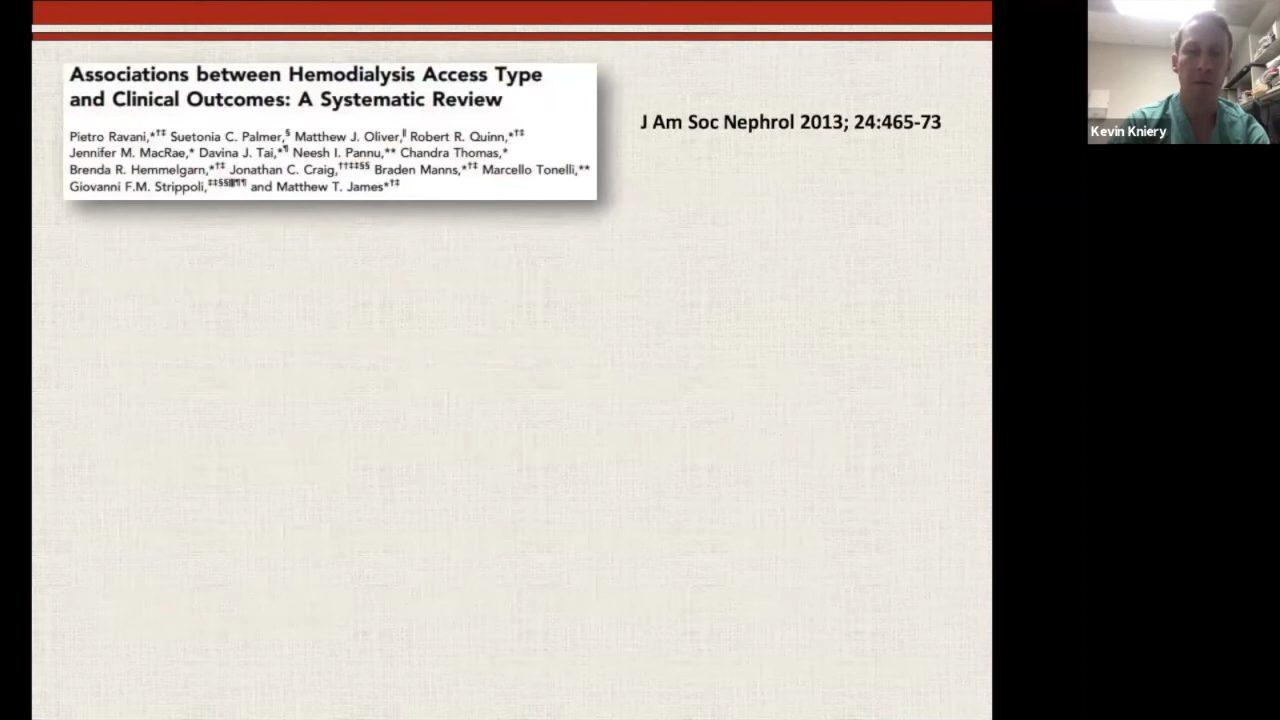 Associations between Hemodialysis Access Type
and Clinical Outcomes: A Systematic Review
Pietro Ravani,*†‡ Suetonia C. Palmer,§ Matthew J. Oliver,‖ Robert R. Quinn,*†‡
Jennifer M. MacRae,* Davina J. Tai,*¶ Neesh I. Pannu,** Chandra Thomas,*
Brenda R. Hemmelgarn,*†‡ Jonathan C. Craig,††‡‡§§ Braden Manns,*†‡ Marcello Tonelli,**
Giovanni F.M. Strippoli, and Matthew T. James*†‡
J Am Soc Nephrol 2013; 24:465-73
Kevin Kniery